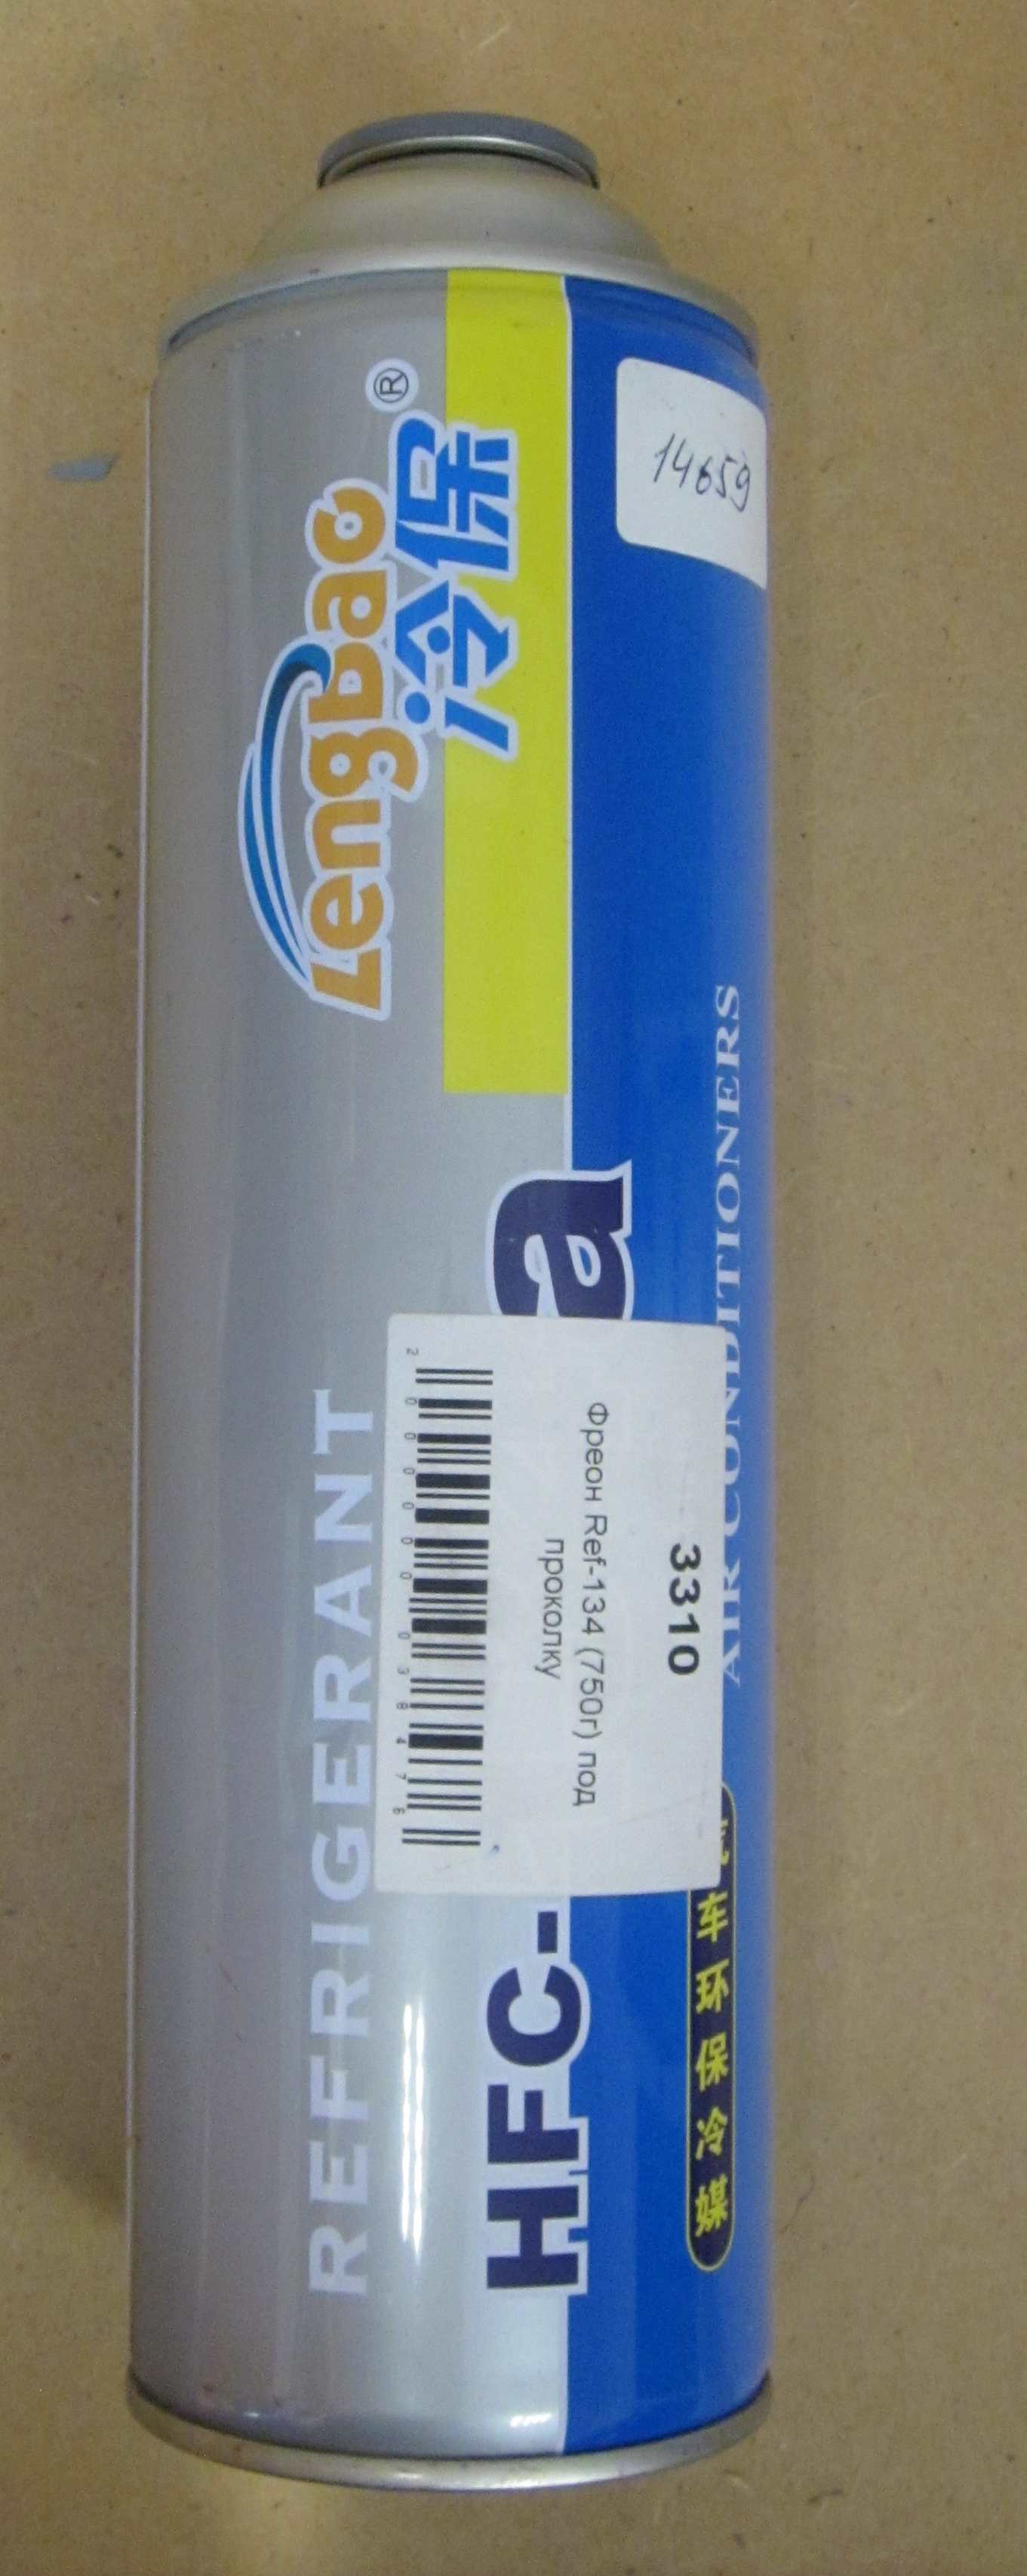 Lengbao®
冷保
REFRIGERANT
HFC- a
AIR CONDITIONERS
车环保冷媒
14659
3310
Фреон Ref-134 (750г) под
проколку
2000000038476